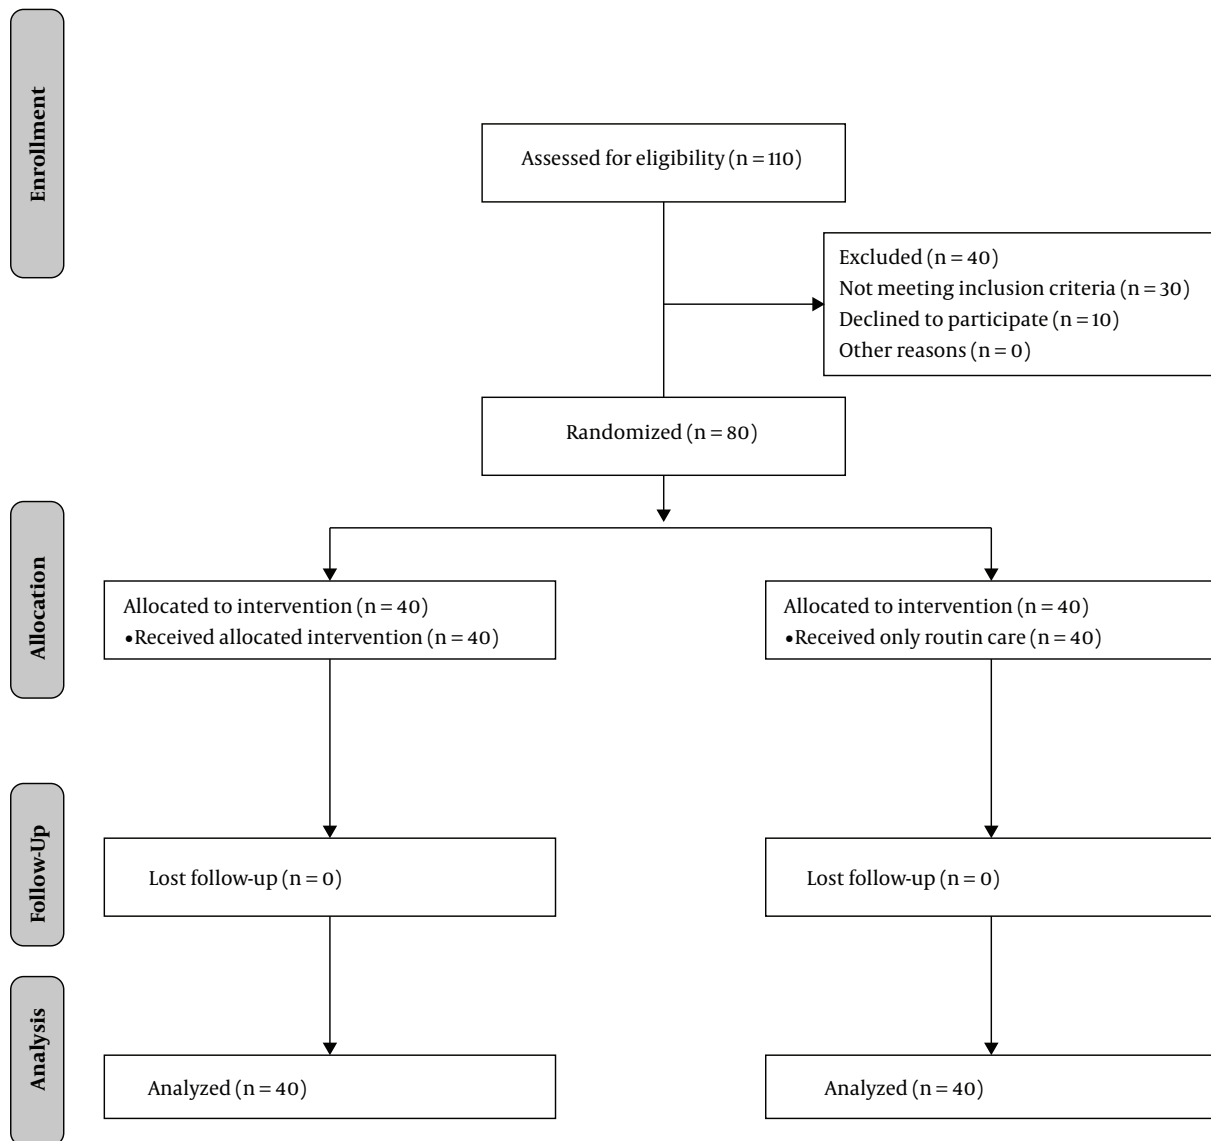 Enrollment
Assessed for eligibility (n = 110)
Excluded (n = 40)
Not meeting inclusion criteria (n = 30)
Declined to participate (n = 10)
Other reasons (n = 0)
Randomized (n = 80)
Allocation
Allocated to intervention (n = 40)
•Received allocated intervention (n = 40)
Allocated to intervention (n = 40)
•Received only routin care (n = 40)
Follow-Up
Lost follow-up (n = 0)
Lost follow-up (n = 0)
Analysis
Analyzed (n = 40)
Analyzed (n = 40)